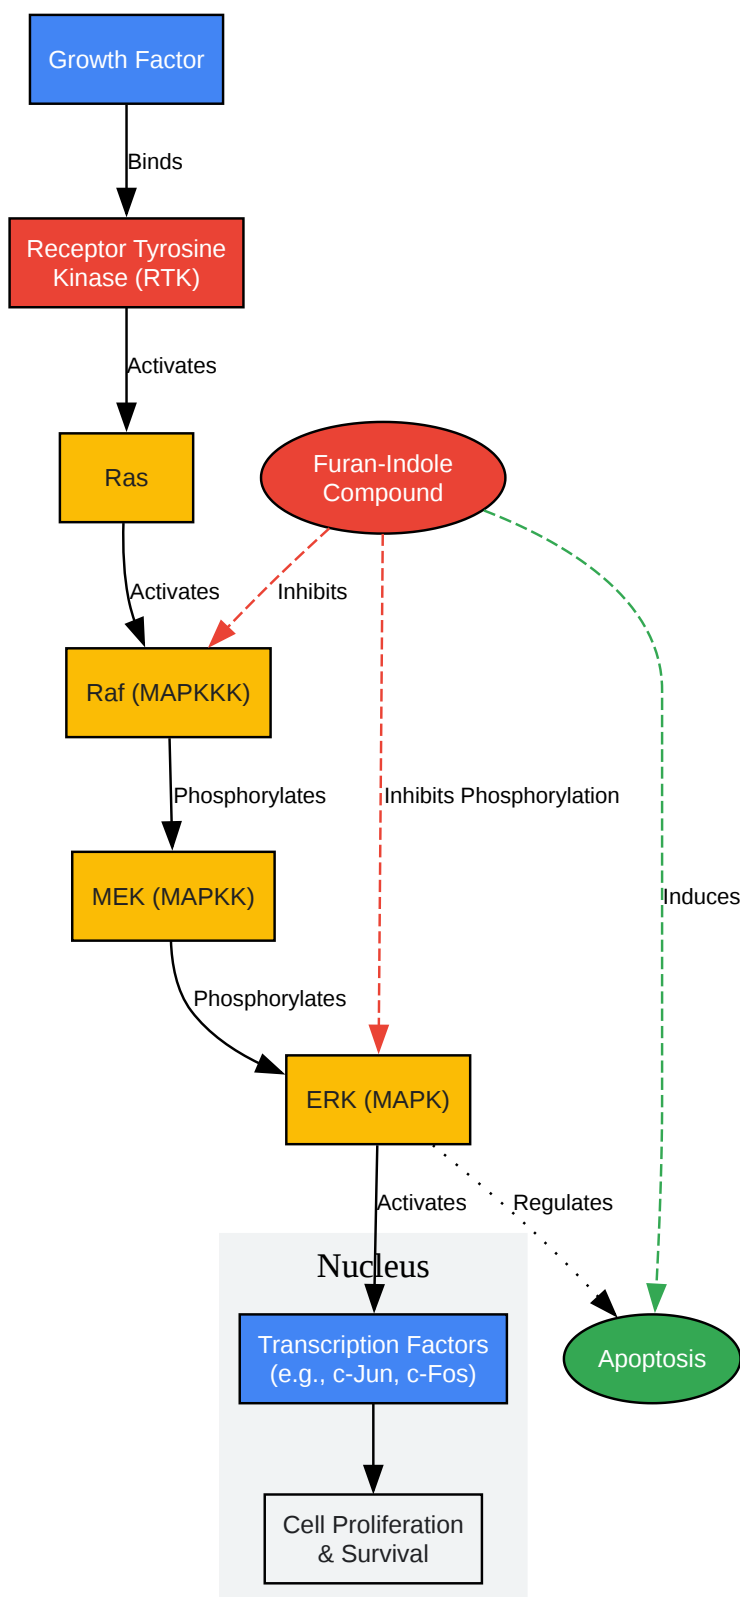 Growth Factor
Binds
Receptor Tyrosine
Kinase (RTK)
Activates
Ras
Furan-Indole
Compound
Activates
Inhibits
Raf (MAPKKK)
Phosphorylates
Inhibits Phosphorylation
MEK (MAPKK)
Induces
Phosphorylates
ERK (MAPK)
Activates
Regulates
Nucleus
Transcription Factors
(e.g., c-Jun, c-Fos)
Apoptosis
Cell Proliferation
& Survival